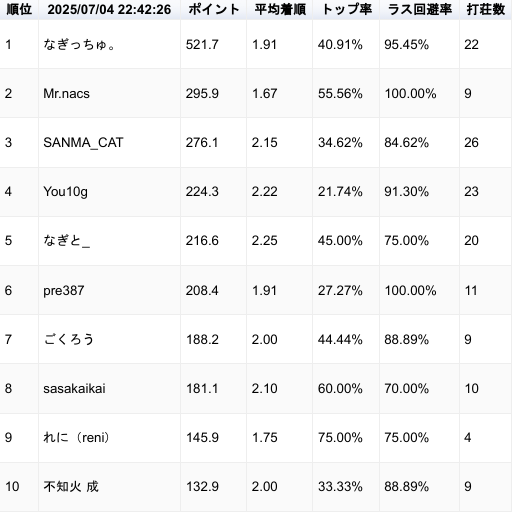 順位 2025/07/04 22:42:26 ポイント 平均着順 トップ率 ラス回避率 打荘数
1 なぎっちゅ。 521.7 1.91 40.91% 95.45% 22
2 Mr.nacs 295.9 1.67 55.56% 100.00% 9
3 SANMA_CAT 276.1 2.15 34.62% 84.62% 26
4 You10g 224.3 2.22 21.74% 91.30% 23
5 なぎと_ 216.6 2.25 45.00% 75.00% 20
6 pre387 208.4 1.91 27.27% 100.00% 11
7 ごくろう 188.2 2.00 44.44% 88.89% 9
8 sasakaikai 181.1 2.10 60.00% 70.00% 10
9 れに（reni） 145.9 1.75 75.00% 75.00% 4
10 不知火 成 132.9 2.00 33.33% 88.89% 9